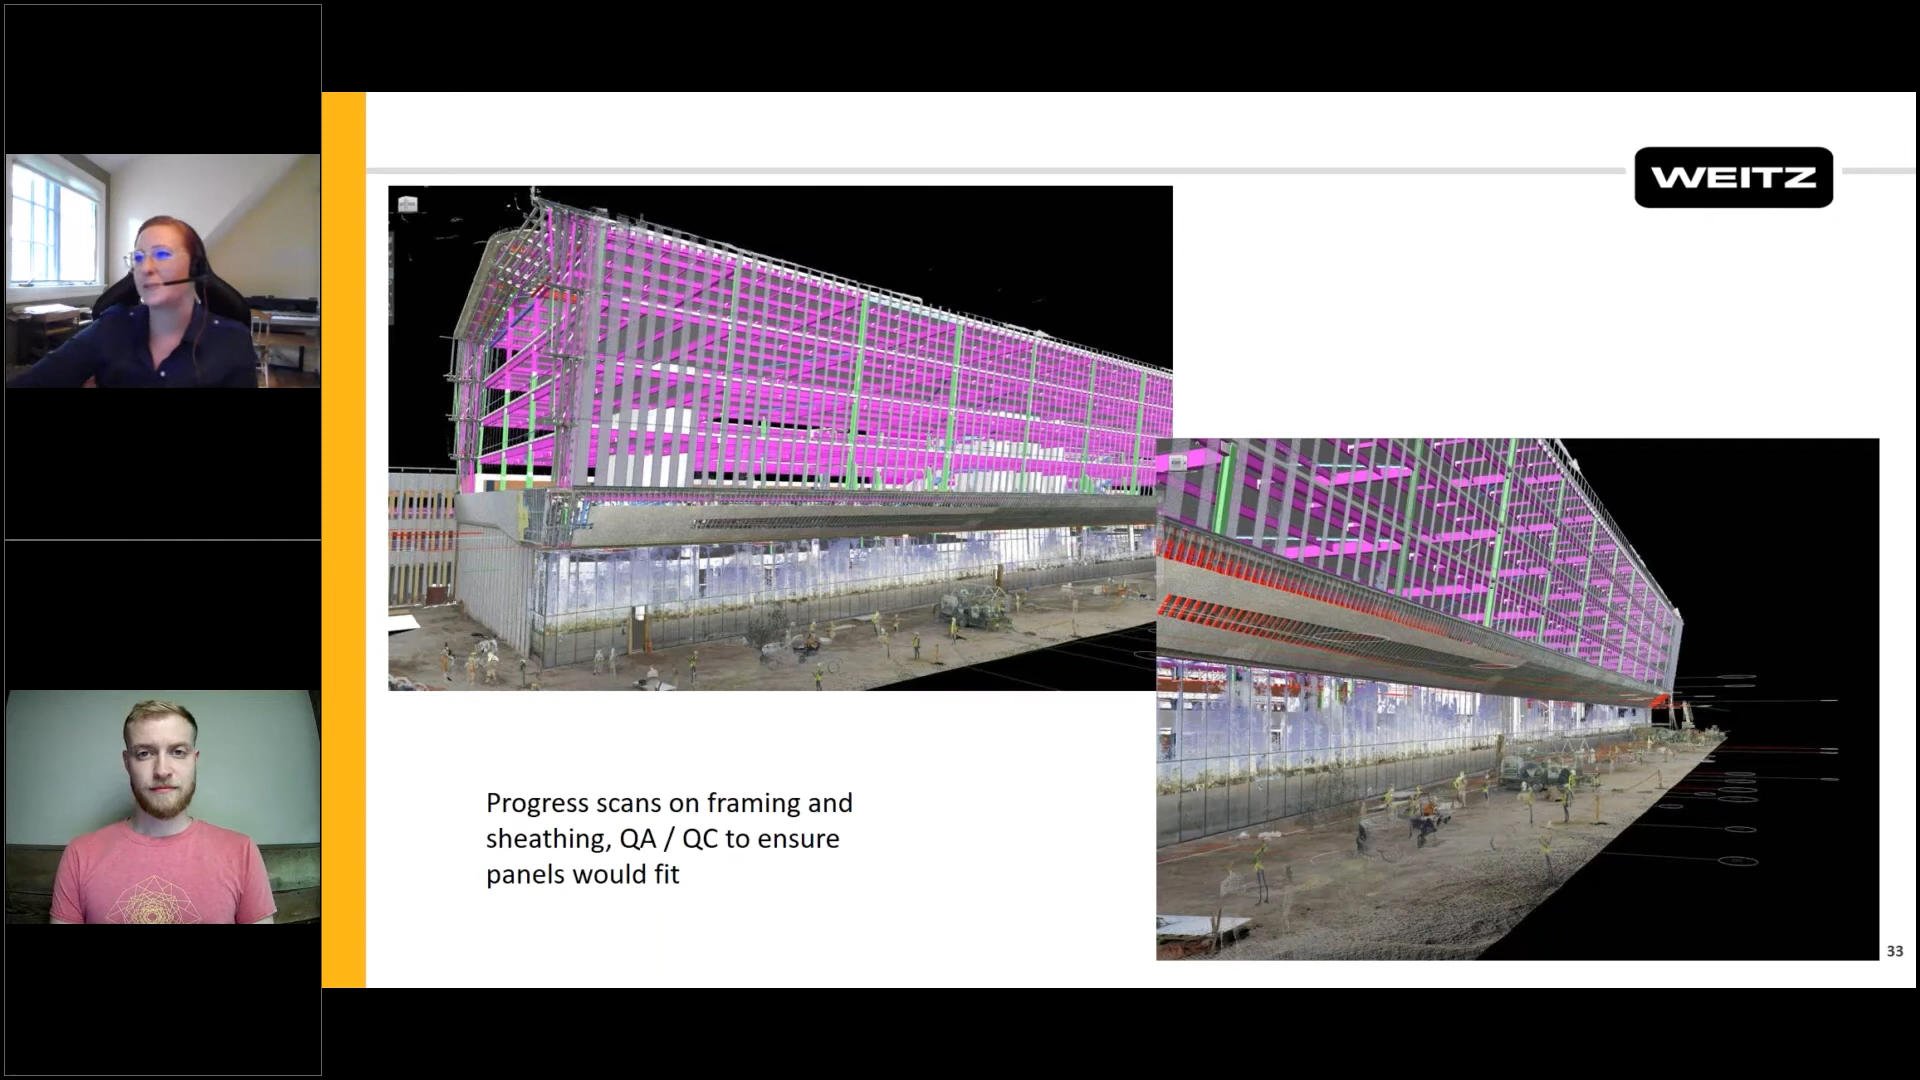 WEITZ
Progress scans on framing and
sheathing, QA / QC to ensure
panels would fit
33